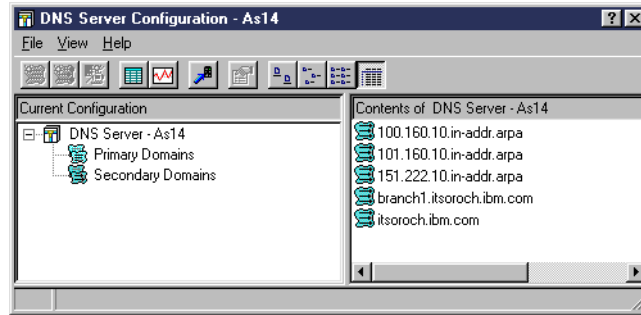 DNS Server Configuration - As14
File View Help
Current Configuration
DNS Server - As14
Primary Domains
Secondary Domains
Contents of DNS Server - As14
100.160.10.in-addr.arpa
101.160.10.in-addr.arpa
151.222.10.in-addr.arpa
branch1.itsoroch.ibm.com
itsoroch.ibm.com